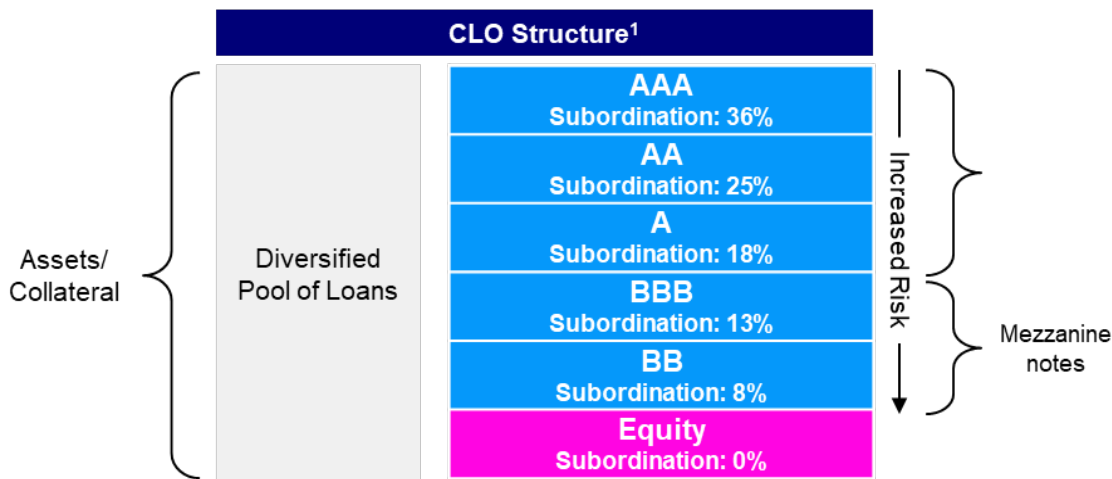 CLO Structure¹
Assets/
Collateral
Diversified
Pool of Loans
AAA
Subordination: 36%
AA
Subordination: 25%
A
Subordination: 18%
BBB
Subordination: 13%
BB
Subordination: 8%
Equity
Subordination: 0%
Increased Risk
Mezzanine
notes